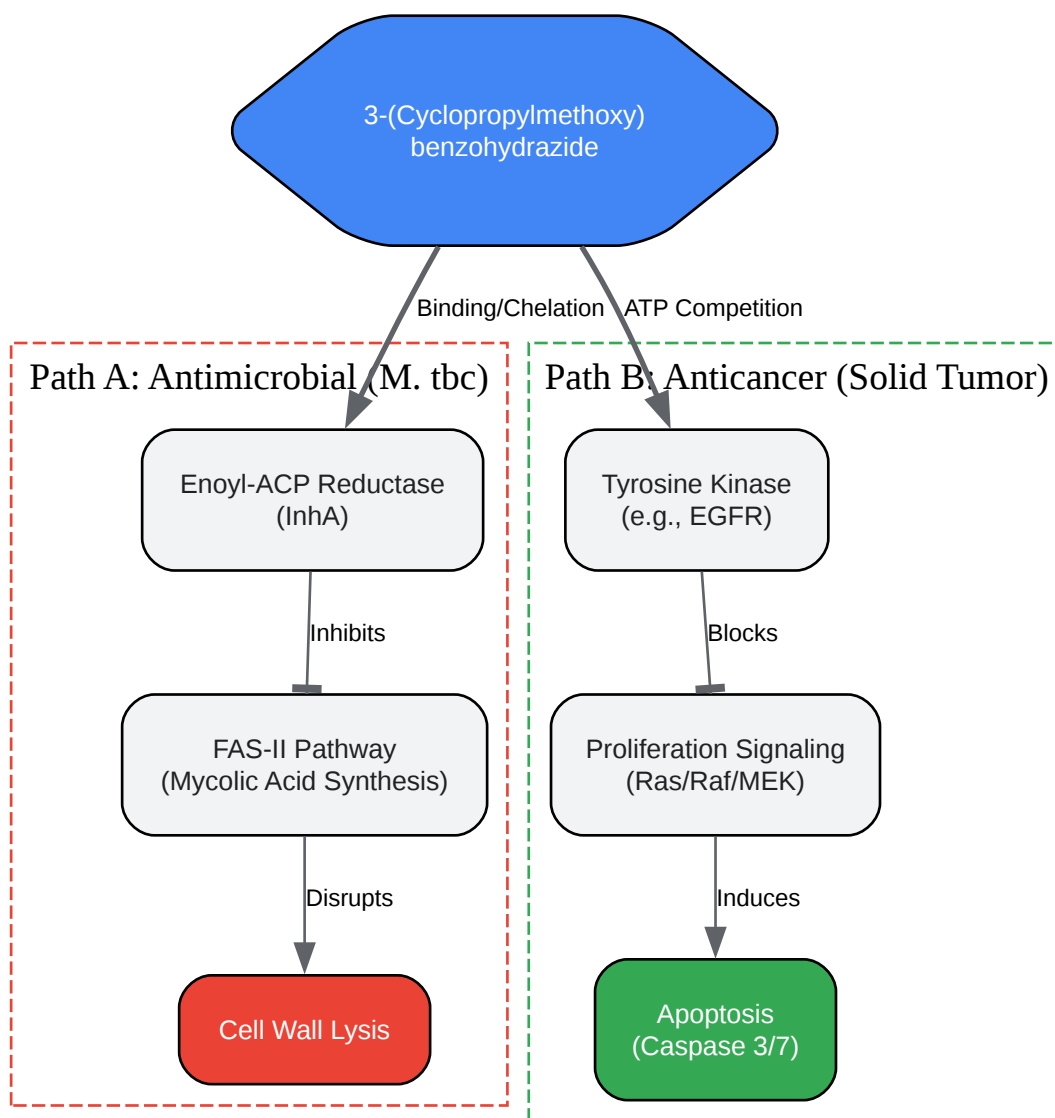 3-(Cyclopropylmethoxy)
benzohydrazide
Binding/Chelation
ATP Competition
Path A: Antimicrobial (M. tbc)
Path B: Anticancer (Solid Tumor)
Enoyl-ACP Reductase
(InhA)
Tyrosine Kinase
(e.g., EGFR)
Inhibits
Blocks
FAS-II Pathway
(Mycolic Acid Synthesis)
Proliferation Signaling
(Ras/Raf/MEK)
Disrupts
Induces
Cell Wall Lysis
Apoptosis
(Caspase 3/7)